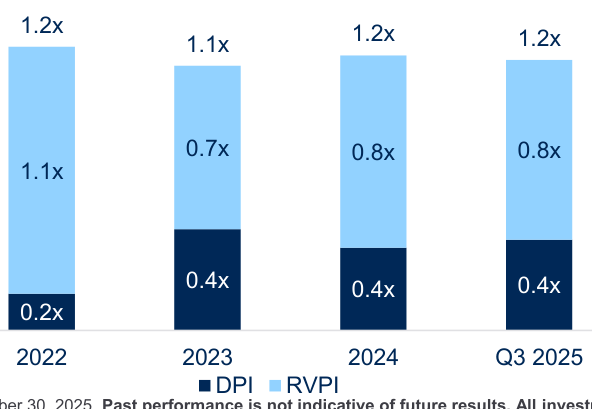 1.2x 1.1x 1.2x 1.2x
1.1x 0.7x 0.8x 0.8x
0.2x 0.4x 0.4x 0.4x
2022 2023 2024 Q3 2025
DPI RVPI
30, 2025. Past performance is not indicative of future results. All